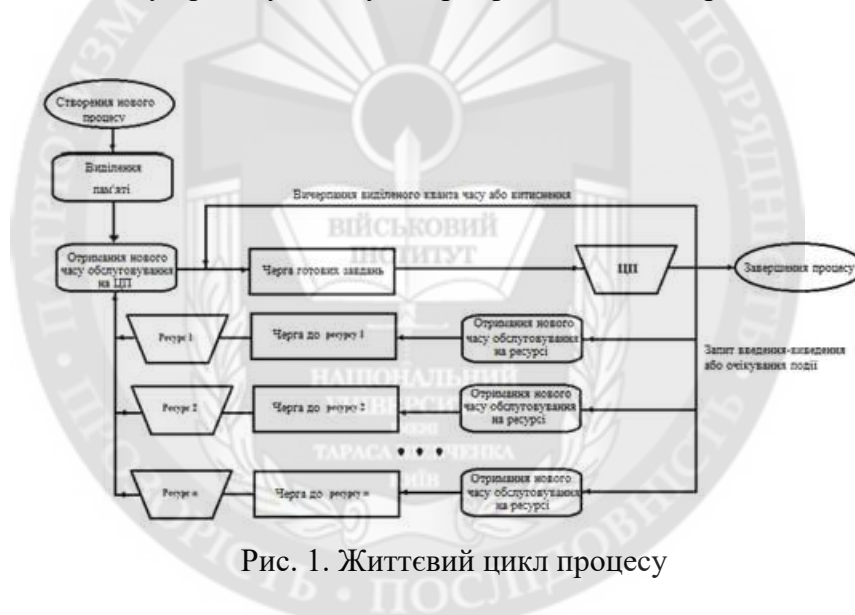 Створення нового
процесу
Виділення
пам'яті
Вичерпання виділеного кванта часу або витиснення
Отримання нового
часу обслуговування
на ЦП
Черга готових завдань
ЦП
Завершення процесу
Ресурс 1
Черга до ресурсу 1
Отримання нового
часу обслуговування
на ресурсі
Запит введення-виведення
або очікування події
Ресурс 2
Черга до ресурсу 2
Отримання нового
часу обслуговування
на ресурсі
• • •
Ресурс n
Черга до ресурсу n
Отримання нового
часу обслуговування
на ресурсі
Рис. 1. Життєвий цикл процесу
ВІЙСЬКОВИЙ
ІНСТИТУТ
НАЦІОНАЛЬНИЙ
ТАРАСА
КИЇВ